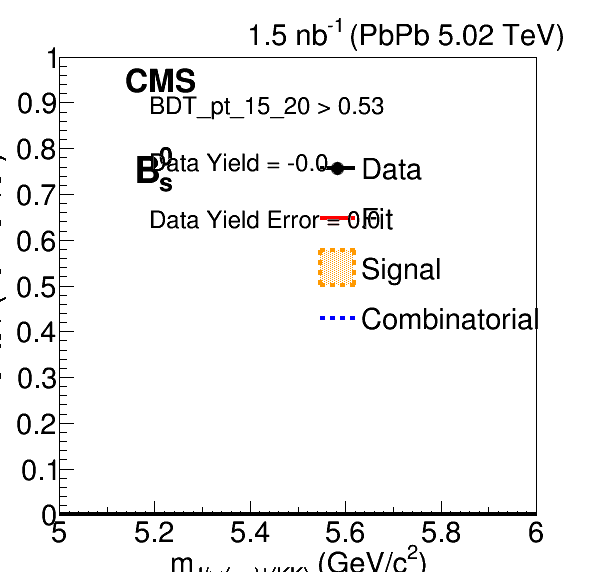 1.5 nb⁻¹ (PbPb 5.02 TeV)
CMS
BDT_pt_15_20 > 0.53
B⁰ₛ
Data Yield = -0.0
Data Yield Error = 0.0
Data
Fit
Signal
Combinatorial
1
0.9
0.8
0.7
0.6
0.5
0.4
0.3
0.2
0.1
0
5 5.2 5.4 5.6 5.8 6
m (GeV/c²)